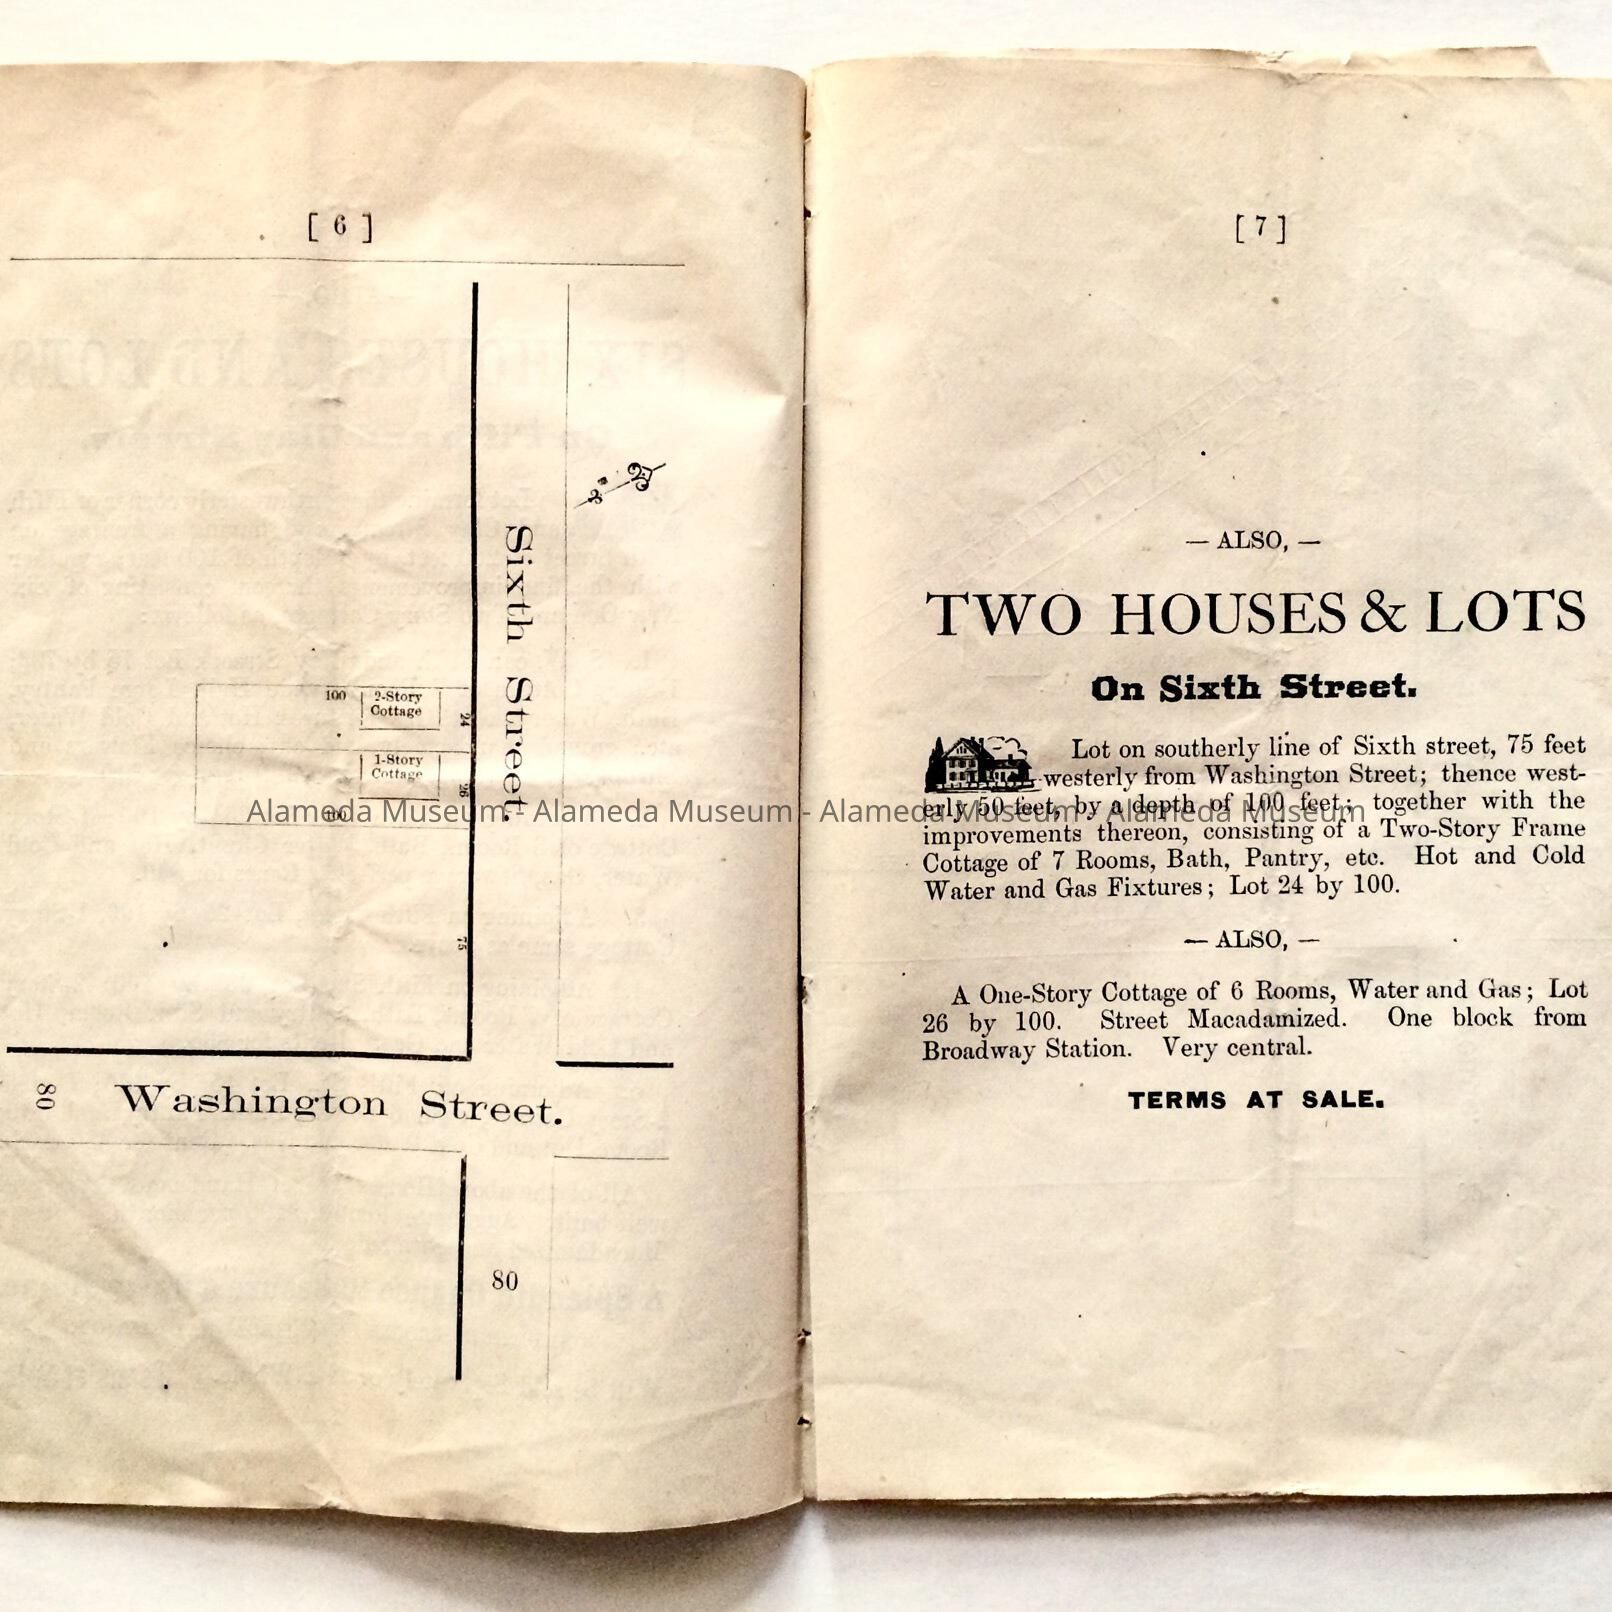 [ 6 ]
Sixth Street.
100
2-Story
Cottage
24
1-Story
Cottage
26
100
75
80
Washington Street.
80
[ 7 ]
— ALSO, —
TWO HOUSES & LOTS
On Sixth Street.
Lot on southerly line of Sixth street, 75 feet
westerly from Washington Street; thence west-
erly 50 feet, by a depth of 100 feet; together with the
improvements thereon, consisting of a Two-Story Frame
Cottage of 7 Rooms, Bath, Pantry, etc. Hot and Cold
Water and Gas Fixtures; Lot 24 by 100.
— ALSO, —
A One-Story Cottage of 6 Rooms, Water and Gas; Lot
26 by 100. Street Macadamized. One block from
Broadway Station. Very central.
TERMS AT SALE.
Alameda Museum - Alameda Museum - Alameda Museum - Alameda Museum